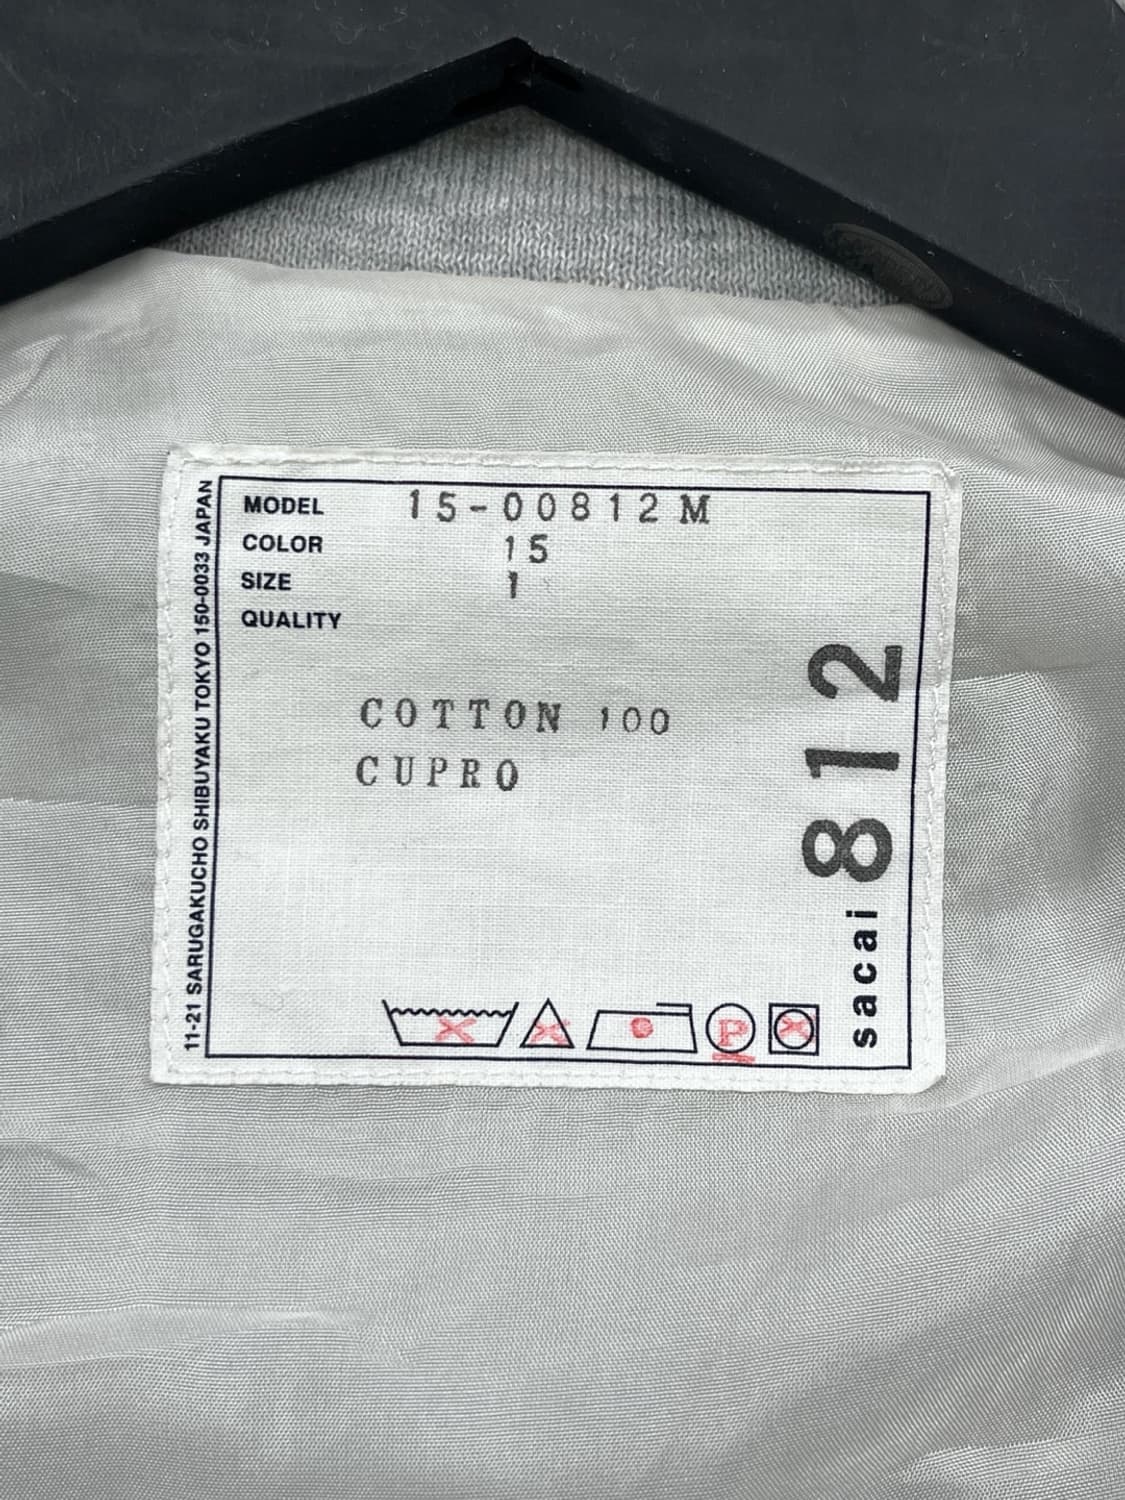 MODEL 15-00812 M
COLOR 15
SIZE 1
QUALITY
COTTON 100
CUPRO
P
sacai 812
11-21 SARUGAKUCHO SHIBUYAKU TOKYO 150-0033 JAPAN